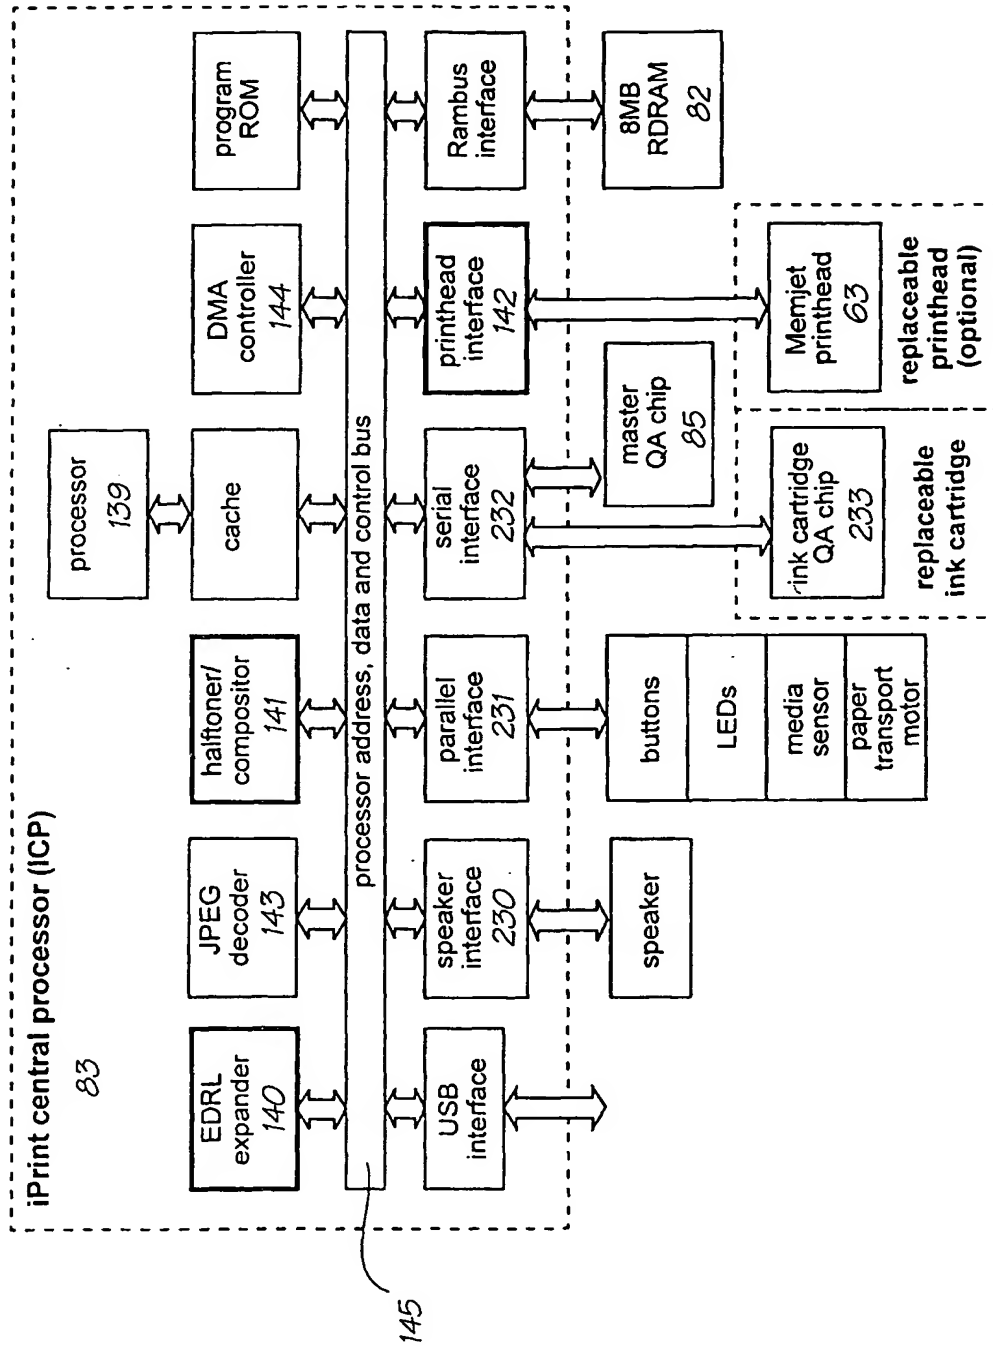 iPrint central processor (ICP)
83
processor
139
EDRL
expander
140
JPEG
decoder
143
halftoner/
compositor
141
cache
DMA
controller
144
program
ROM
processor address, data and control bus
145
USB
interface
speaker
interface
230
parallel
interface
231
serial
interface
232
printhead
interface
142
Rambus
interface
speaker
buttons
LEDs
media
sensor
paper
transport
motor
master
QA chip
85
8MB
RDRAM
82
ink cartridge
QA chip
233
replaceable
ink cartridge
Memjet
printhead
63
replaceable
printhead
(optional)